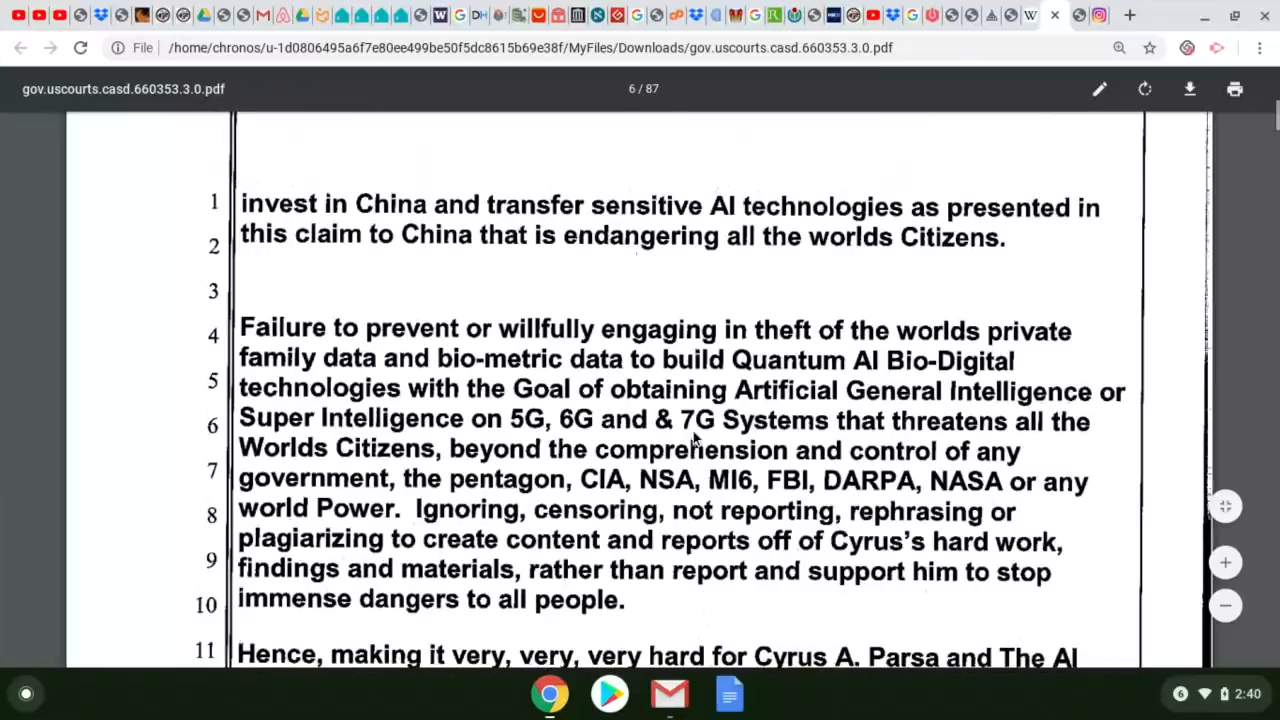 File
/home/chronos/u-1d0806495a6f7e80ee499be50f5dc8615b69e38f/MyFiles/Downloads/gov.uscourts.casd.660353.3.0.pdf
gov.uscourts.casd.660353.3.0.pdf
6 / 87
1 invest in China and transfer sensitive AI technologies as presented in
2 this claim to China that is endangering all the worlds Citizens.
3
4 Failure to prevent or willfully engaging in theft of the worlds private
family data and bio-metric data to build Quantum AI Bio-Digital
5 technologies with the Goal of obtaining Artificial General Intelligence or
6 Super Intelligence on 5G, 6G and & 7G Systems that threatens all the
Worlds Citizens, beyond the comprehension and control of any
7 government, the pentagon, CIA, NSA, MI6, FBI, DARPA, NASA or any
8 world Power. Ignoring, censoring, not reporting, rephrasing or
plagiarizing to create content and reports off of Cyrus's hard work,
9 findings and materials, rather than report and support him to stop
10 immense dangers to all people.
11 Hence, making it very, very, very hard for Cyrus A. Parsa and The AI
6
2:40